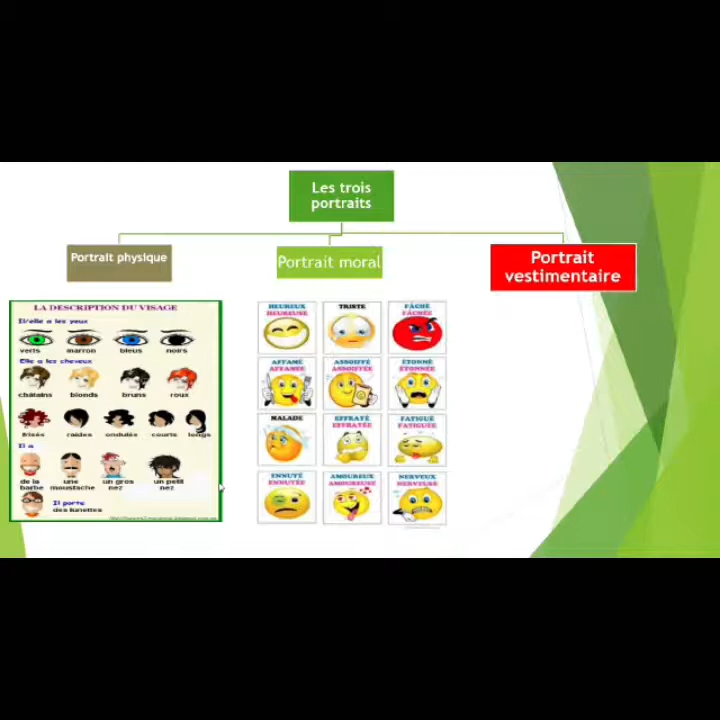 Les trois
portraits
Portrait physique
Portrait moral
Portrait
vestimentaire
LA DESCRIPTION DU VISAGE
Il/elle a les yeux
verts marron bleus noirs
Elle a les cheveux
châtains blonds bruns roux
frisés raides ondulés courts longs
Il a
de la barbe
une moustache
un gros nez
un petit nez
Il porte
des lunettes
HEUREUX
HEUREUSE
TRISTE
FÂCHÉ
FÂCHÉE
AFFAMÉ
AFFAMÉE
ASSOIFFÉ
ASSOIFFÉE
ÉTONNÉ
ÉTONNÉE
MALADE
EFFRAYÉ
EFFRAYÉE
FATIGUÉ
FATIGUÉE
ENNUYÉ
ENNUYÉE
AMOUREUX
AMOUREUSE
NERVEUX
NERVEUSE